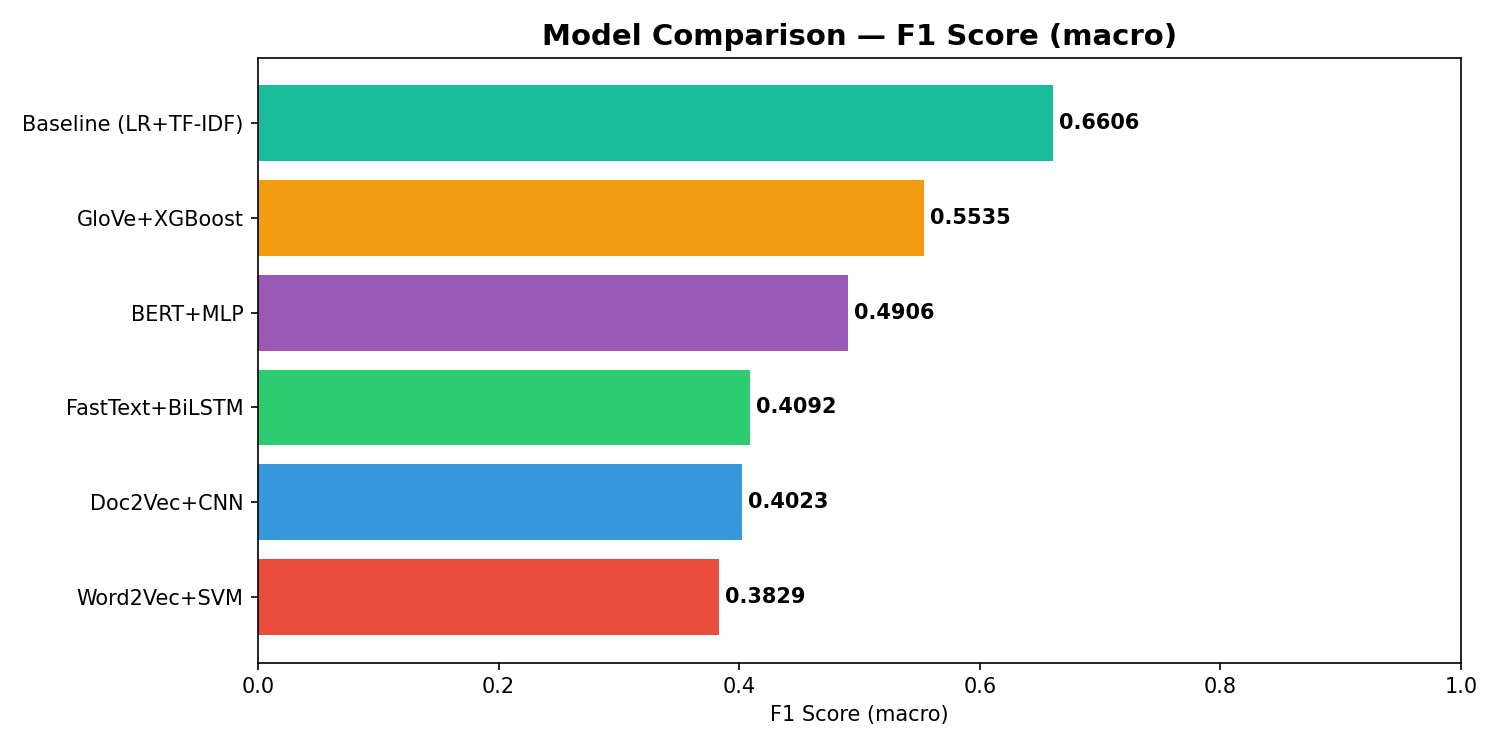 Model Comparison — F1 Score (macro)
Baseline (LR+TF-IDF)
0.6606
GloVe+XGBoost
0.5535
BERT+MLP
0.4906
FastText+BiLSTM
0.4092
Doc2Vec+CNN
0.4023
Word2Vec+SVM
0.3829
0.0 0.2 0.4 0.6 0.8 1.0
F1 Score (macro)